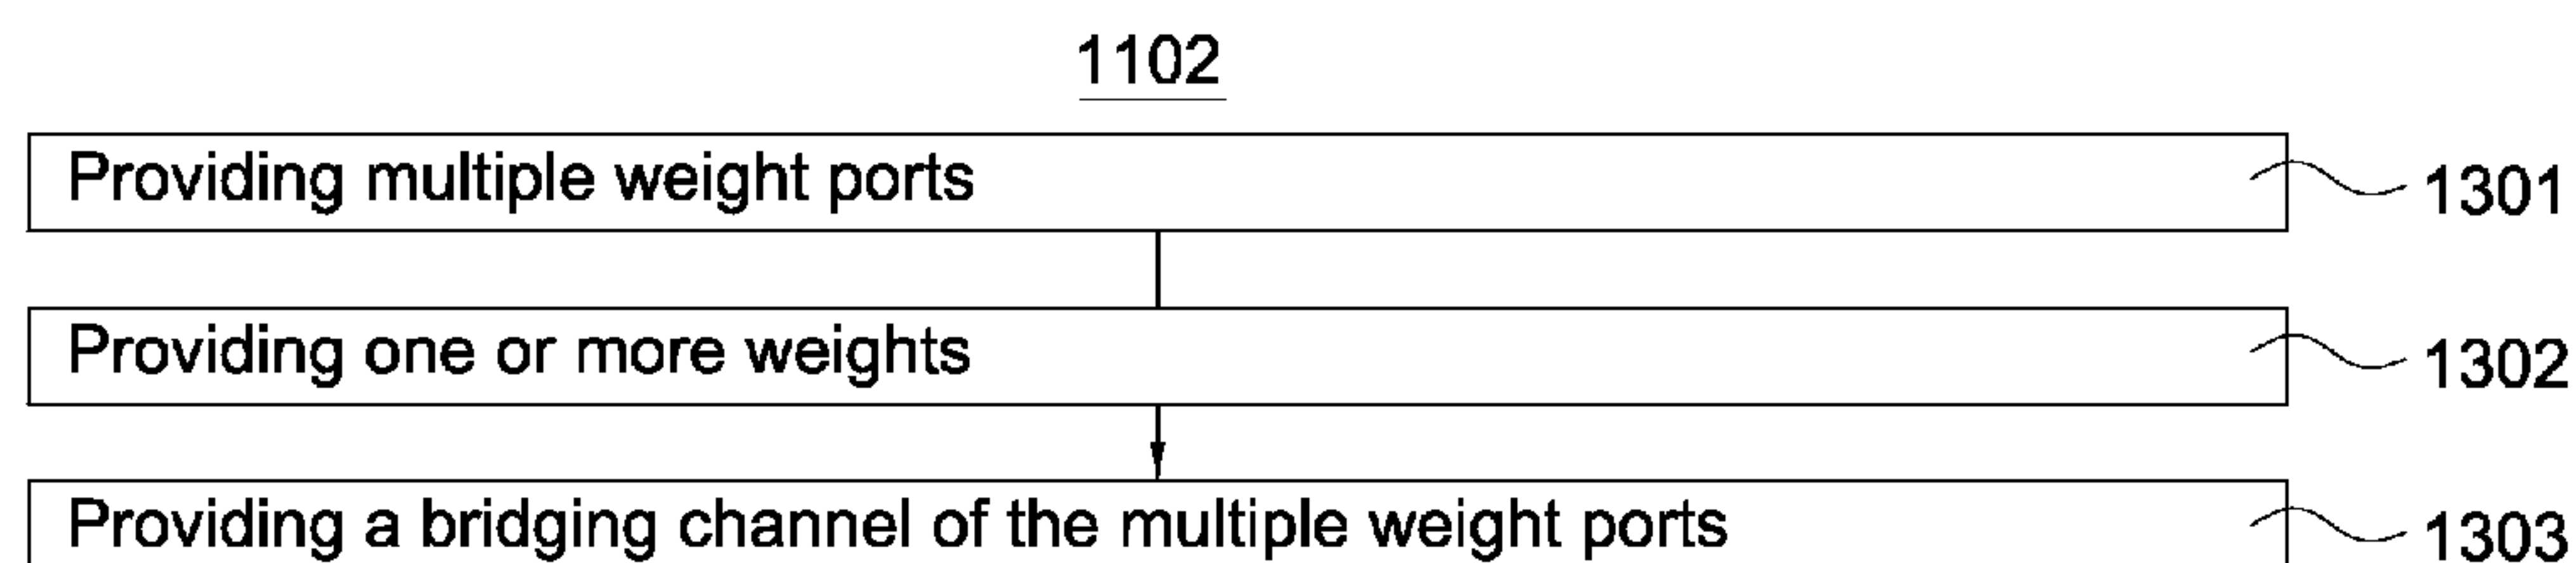 1102
Providing multiple weight ports 1301
Providing one or more weights 1302
Providing a bridging channel of the multiple weight ports 1303